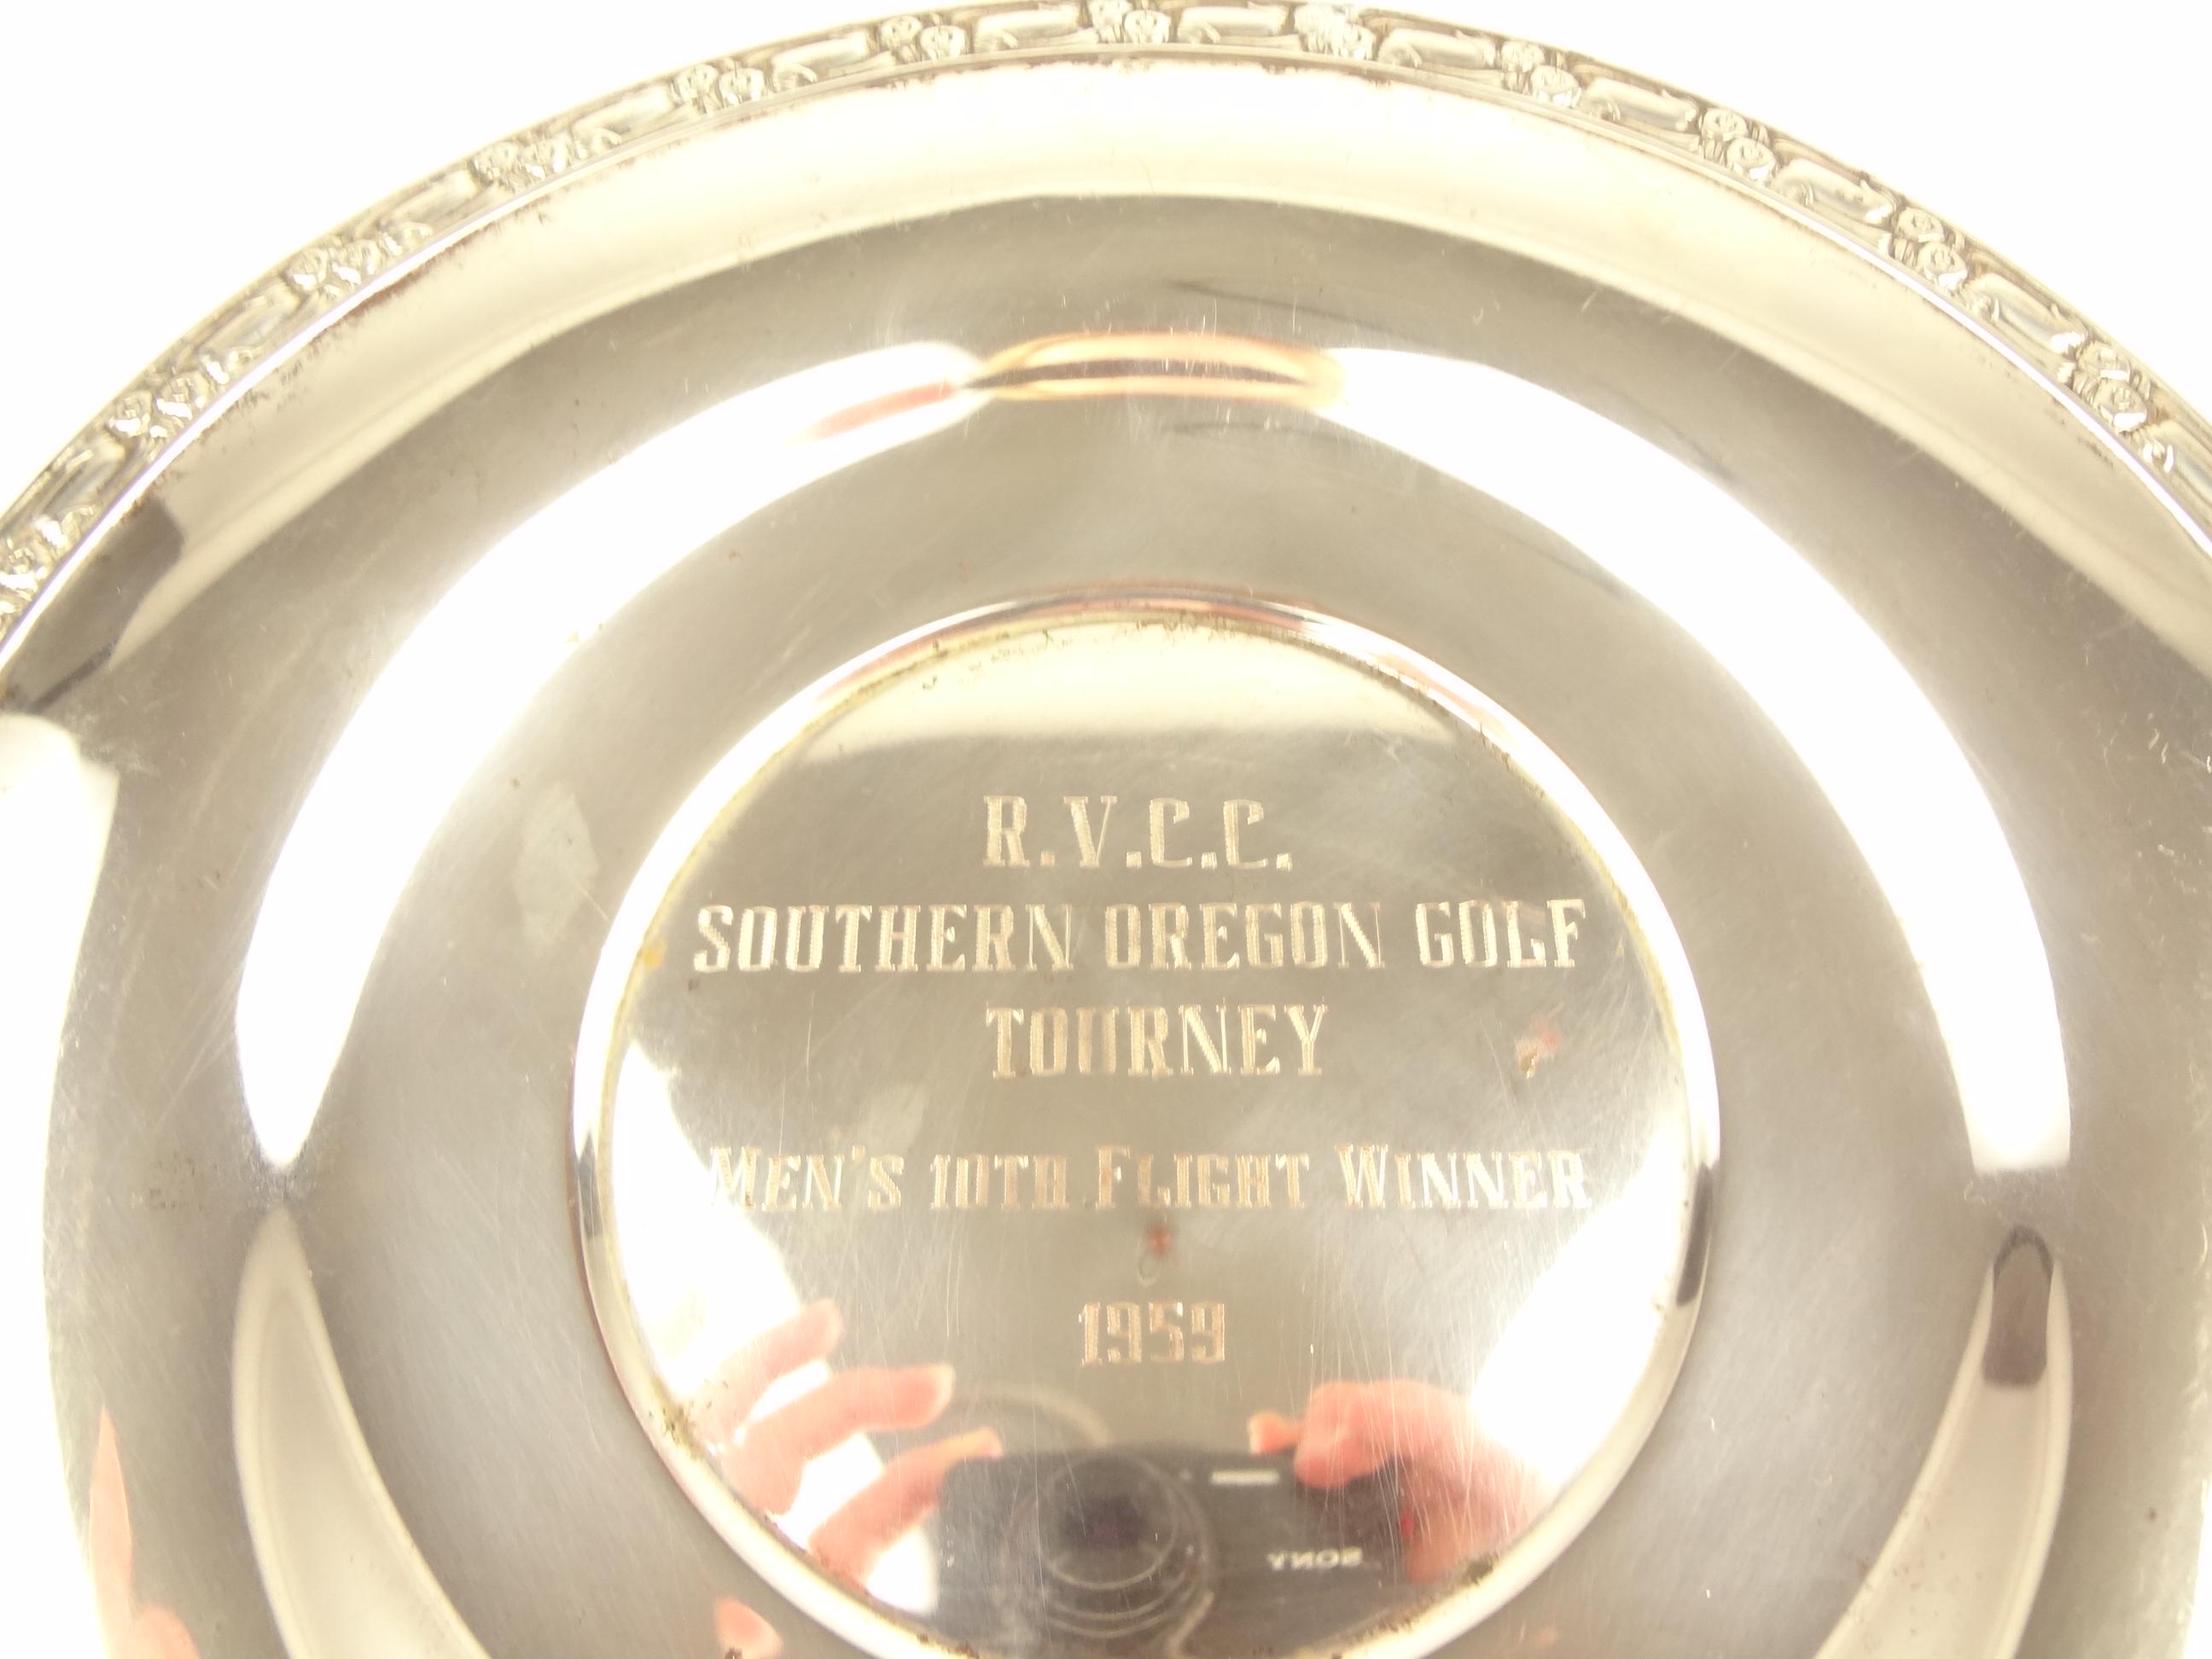 R.V.C.C.
SOUTHERN OREGON GOLF
TOURNEY
MEN'S 10TH FLIGHT WINNER
1959
SONY